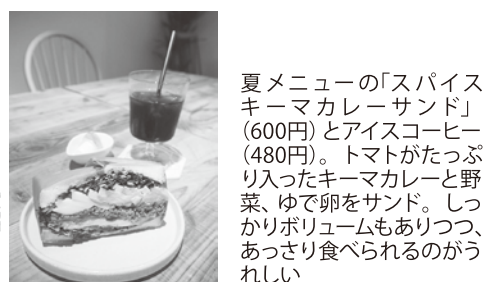 夏メニューの「スパイス
キーマカレーサンド」
（600円）とアイスコーヒー
（480円）。トマトがたっぷ
り入ったキーマカレーと野
菜、ゆで卵をサンド。しっ
かりボリュームもありつつ、
あっさり食べられるのがう
れしい